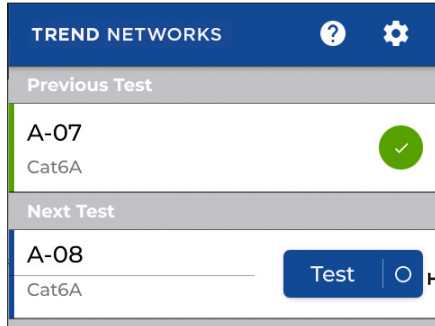 TREND NETWORKS
Previous Test
A-07
Cat6A
Next Test
A-08
Test
Cat6A